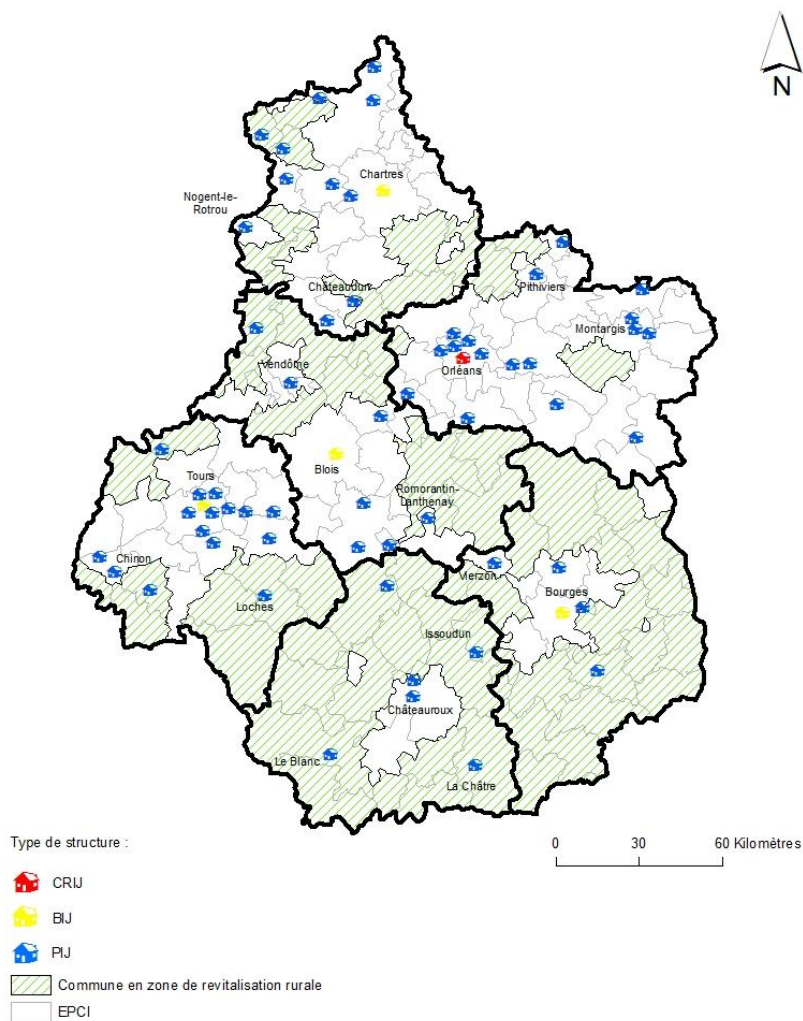 N
Chartres
Nogent-le-
Rotrou
Châteaudun
Pithiviers
Montargis
Vendôme
Orléans
Blois
Tours
Romorantin-
Lanthenay
Chinon
Vierzon
Bourges
Loches
Issoudun
Châteauroux
Le Blanc
La Châtre
Type de structure :
0 30 60 Kilomètres
CRIJ
BIJ
PIJ
Commune en zone de revitalisation rurale
EPCI